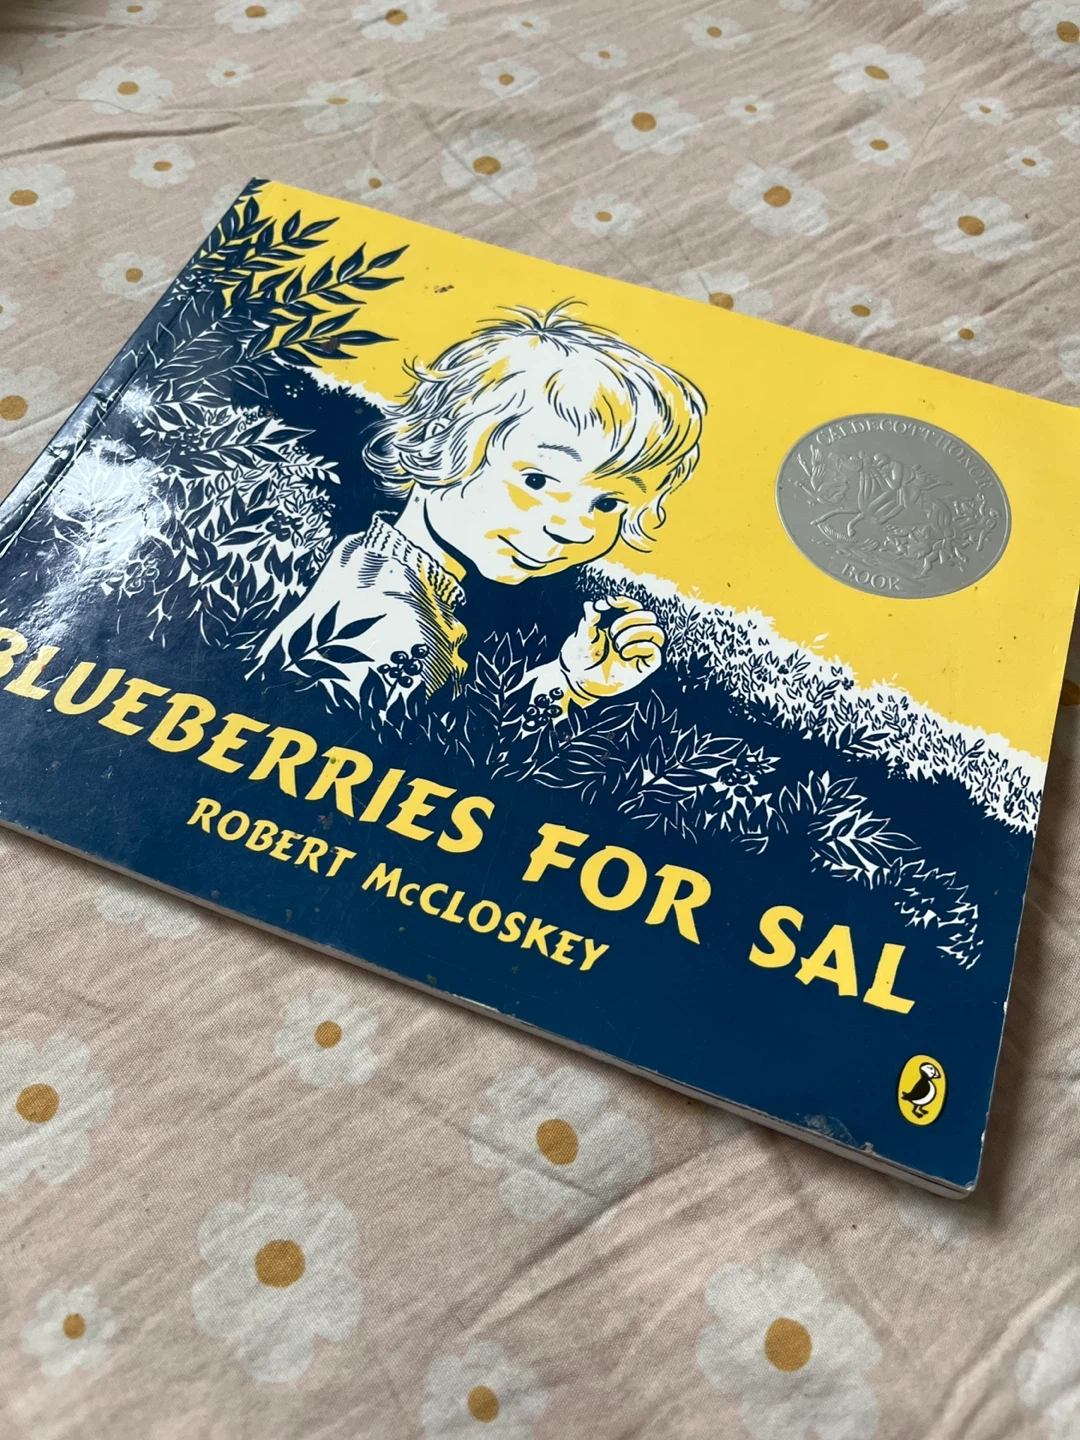 CALDECOTT HONOR
BOOK
BLUEBERRIES FOR SAL
ROBERT McCLOSKEY